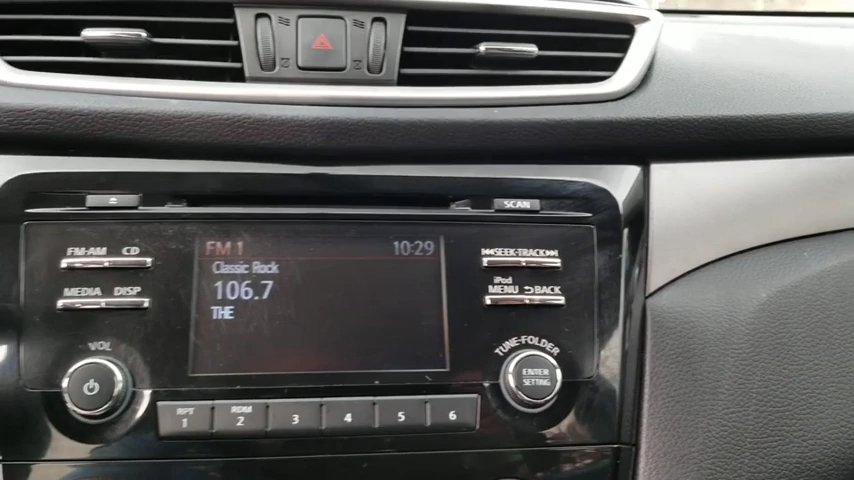 SCAN
FM·AM CD
FM 1 10:29
SEEK·TRACK
Classic Rock
iPod
MEDIA DISP
106.7
MENU BACK
THE
VOL
TUNE·FOLDER
ENTER
SETTING
RPT RDM
1 2 3 4 5 6